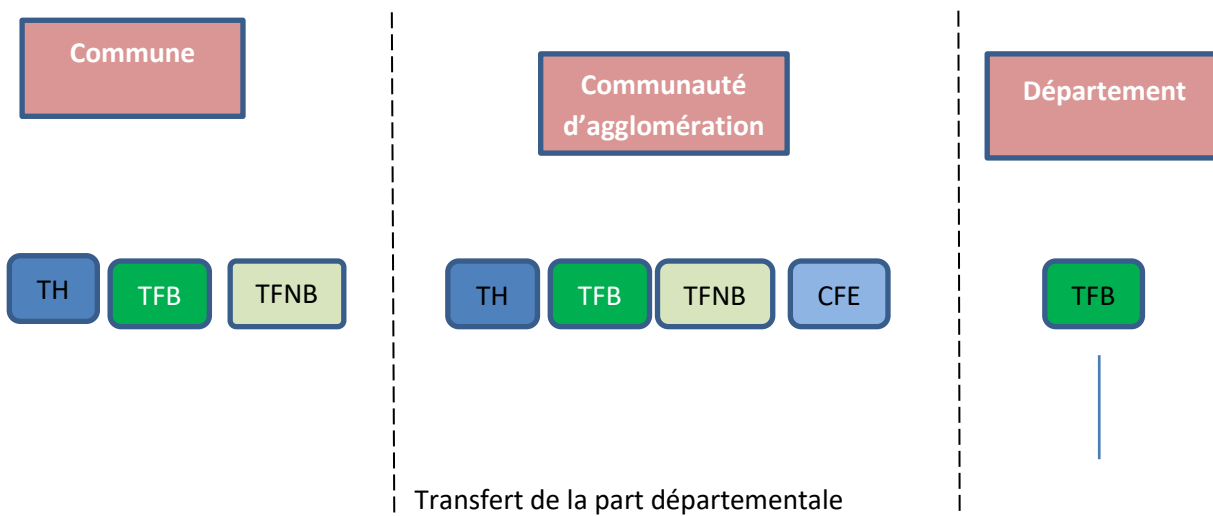 Commune
Communauté
d’agglomération
Département
TH
TFB
TFNB
TH
TFB
TFNB
CFE
TFB
Transfert de la part départementale